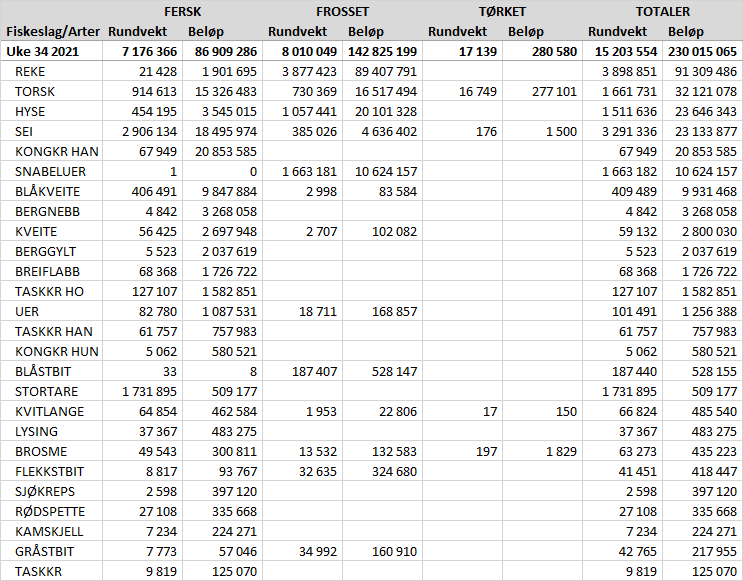 FERSK FROSSET TØRKET TOTALER
Fiskeslag/Arter Rundvekt Beløp Rundvekt Beløp Rundvekt Beløp Rundvekt Beløp
Uke 34 2021 7 176 366 86 909 286 8 010 049 142 825 199 17 139 280 580 15 203 554 230 015 065
REKE 21 428 1 901 695 3 877 423 89 407 791 3 898 851 91 309 486
TORSK 914 613 15 326 483 730 369 16 517 494 16 749 277 101 1 661 731 32 121 078
HYSE 454 195 3 545 015 1 057 441 20 101 328 1 511 636 23 646 343
SEI 2 906 134 18 495 974 385 026 4 636 402 176 1 500 3 291 336 23 133 877
KONGKR HAN 67 949 20 853 585 67 949 20 853 585
SNABELUER 1 0 1 663 181 10 624 157 1 663 182 10 624 157
BLÅKVEITE 406 491 9 847 884 2 998 83 584 409 489 9 931 468
BERGNEBB 4 842 3 268 058 4 842 3 268 058
KVEITE 56 425 2 697 948 2 707 102 082 59 132 2 800 030
BERGGYLT 5 523 2 037 619 5 523 2 037 619
BREIFLABB 68 368 1 726 722 68 368 1 726 722
TASKKR HO 127 107 1 582 851 127 107 1 582 851
UER 82 780 1 087 531 18 711 168 857 101 491 1 256 388
TASKKR HAN 61 757 757 983 61 757 757 983
KONGKR HUN 5 062 580 521 5 062 580 521
BLÅSTBIT 33 8 187 407 528 147 187 440 528 155
STORTARE 1 731 895 509 177 1 731 895 509 177
KVITLANGE 64 854 462 584 1 953 22 806 17 150 66 824 485 540
LYSING 37 367 483 275 37 367 483 275
BROSME 49 543 300 811 13 532 132 583 197 1 829 63 273 435 223
FLEKKSTBIT 8 817 93 767 32 635 324 680 41 451 418 447
SJØKREPS 2 598 397 120 2 598 397 120
RØDSPETTE 27 108 335 668 27 108 335 668
KAMSKJELL 7 234 224 271 7 234 224 271
GRÅSTBIT 7 773 57 046 34 992 160 910 42 765 217 955
TASKKR 9 819 125 070 9 819 125 070